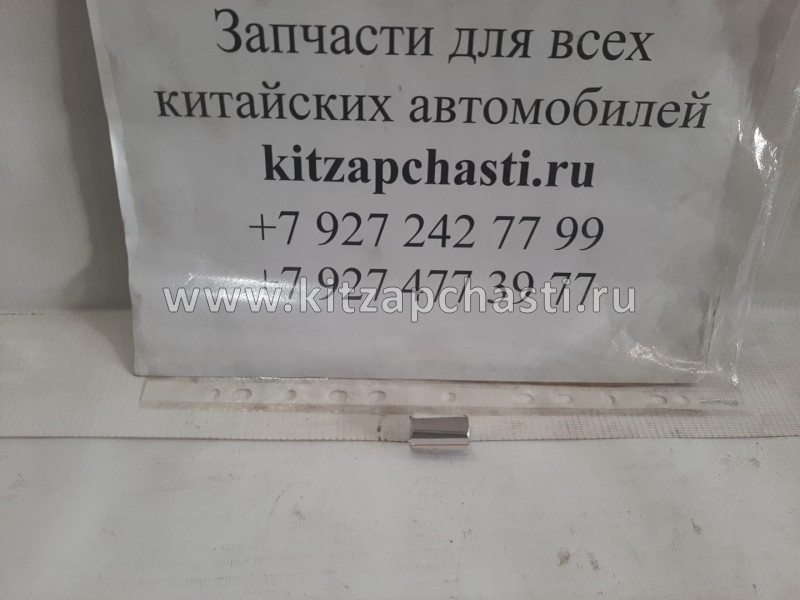 Запчасти для всех
китайских автомобилей
kitzapchasti.ru
+7 927 242 77 99
+7 927 477 39 77
www.kitzapchasti.ru